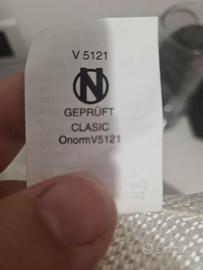 V 5121
N
GEPRÜFT
CLASIC
OnormV5121